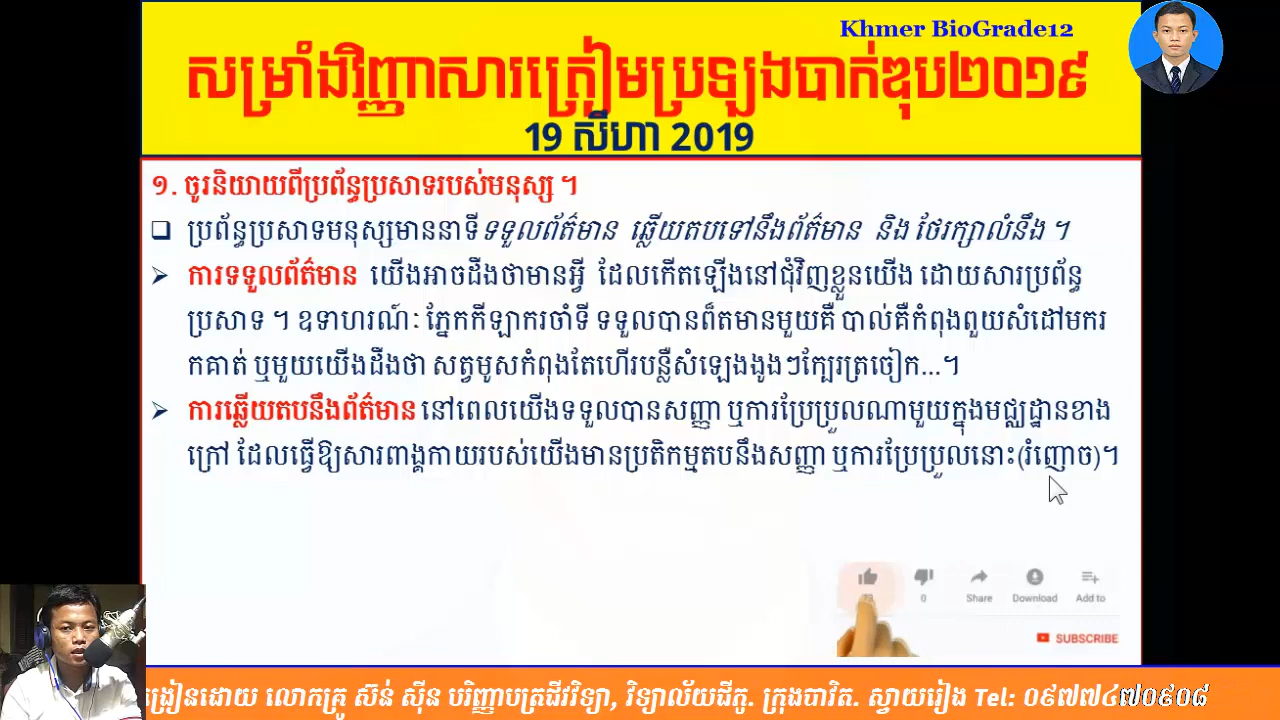 Khmer BioGrade12
សម្រាំងវិញ្ញាសារត្រៀមប្រឡងបាក់ឌុប២០១៩
19 សីហា 2019
១. ចូរនិយាយពីប្រព័ន្ធប្រសាទរបស់មនុស្ស ។
ប្រព័ន្ធប្រសាទមនុស្សមាននាទីទទួលព័ត៌មាន ឆ្លើយតបទៅនឹងព័ត៌មាន និង ថែរក្សាលំនឹង ។
ការទទួលព័ត៌មាន យើងអាចដឹងថាមានអ្វី ដែលកើតឡើងនៅជុំវិញខ្លួនយើង ដោយសារប្រព័ន្ធ
ប្រសាទ ។ ឧទាហរណ៍ៈ ភ្នែកកីឡាករចាំទី ទទួលបានព៏តមានមួយគឺ បាល់គឺកំពុងពួយសំដៅមករ
កគាត់ ឬមួយយើងដឹងថា សត្វមូសកំពុងតែហើរបន្លឺសំឡេងងូងៗក្បែរត្រចៀក...។
ការឆ្លើយតបនឹងព័ត៌មាន នៅពេលយើងទទួលបានសញ្ញា ឬការប្រែប្រួលណាមួយក្នុងមជ្ឈដ្ឋានខាង
ក្រៅ ដែលធ្វើឱ្យសារពាង្គកាយរបស់យើងមានប្រតិកម្មតបនឹងសញ្ញា ឬការប្រែប្រួលនោះ(រំញោច)។
0 Share Download Add to
SUBSCRIBE
ង្រៀនដោយ លោកគ្រូ ស៊ន់ ស៊ីន បរិញ្ញាបត្រជីវវិទ្យា, វិទ្យាល័យជីភូ. ក្រុងបាវិត. ស្វាយរៀង Tel: ០៩៧៧៤៧០៩០៨